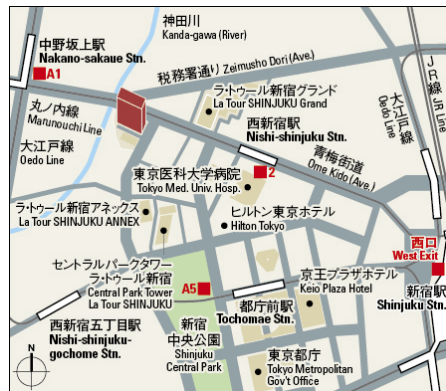 神田川
Kanda-gawa (River)
中野坂上駅
Nakano-sakaue Stn.
A1
税務署通り Zeimusho Dori (Ave.)
丸ノ内線
Marunouchi Line
大江戸線
Oedo Line
ラ・トゥール新宿グランド
La Tour SHINJUKU Grand
西新宿駅
Nishi-shinjuku Stn.
大江戸線
Oedo Line
JR線
JR Line
青梅街道
Ome Kido (Ave.)
東京医科大学病院
Tokyo Med. Univ. Hosp.
2
ラ・トゥール新宿アネックス
La Tour SHINJUKU ANNEX
ヒルトン東京ホテル
Hilton Tokyo
西口
West Exit
新宿駅
Shinjuku Stn.
セントラルパークタワー
ラ・トゥール新宿
Central Park Tower
La Tour SHINJUKU
A5
京王プラザホテル
Keio Plaza Hotel
都庁前駅
Tochomae Stn.
西新宿五丁目駅
Nishi-shinjuku-
gochome Stn.
新宿
中央公園
Shinjuku
Central Park
東京都庁
Tokyo Metropolitan
Gov't Office
N